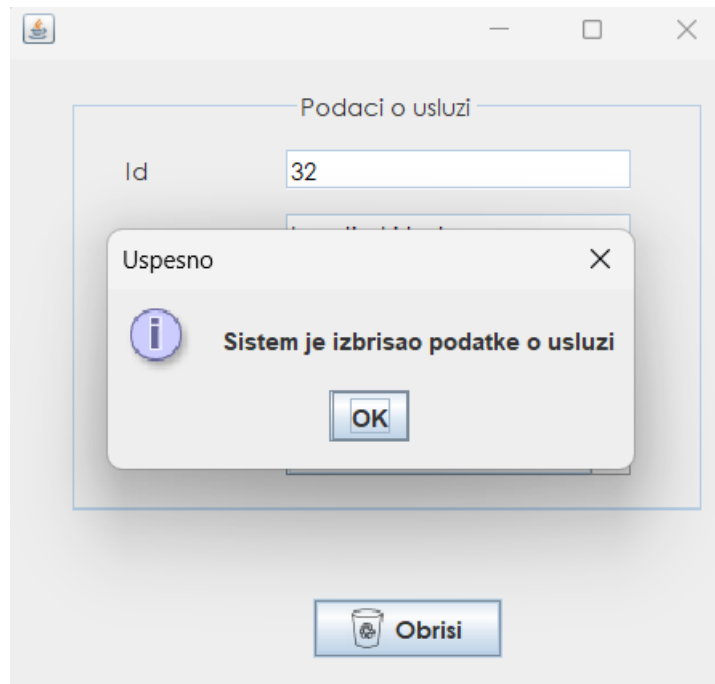 Podaci o usluzi
Id
32
Uspesno
Sistem je izbrisao podatke o usluzi
OK
Obrisi